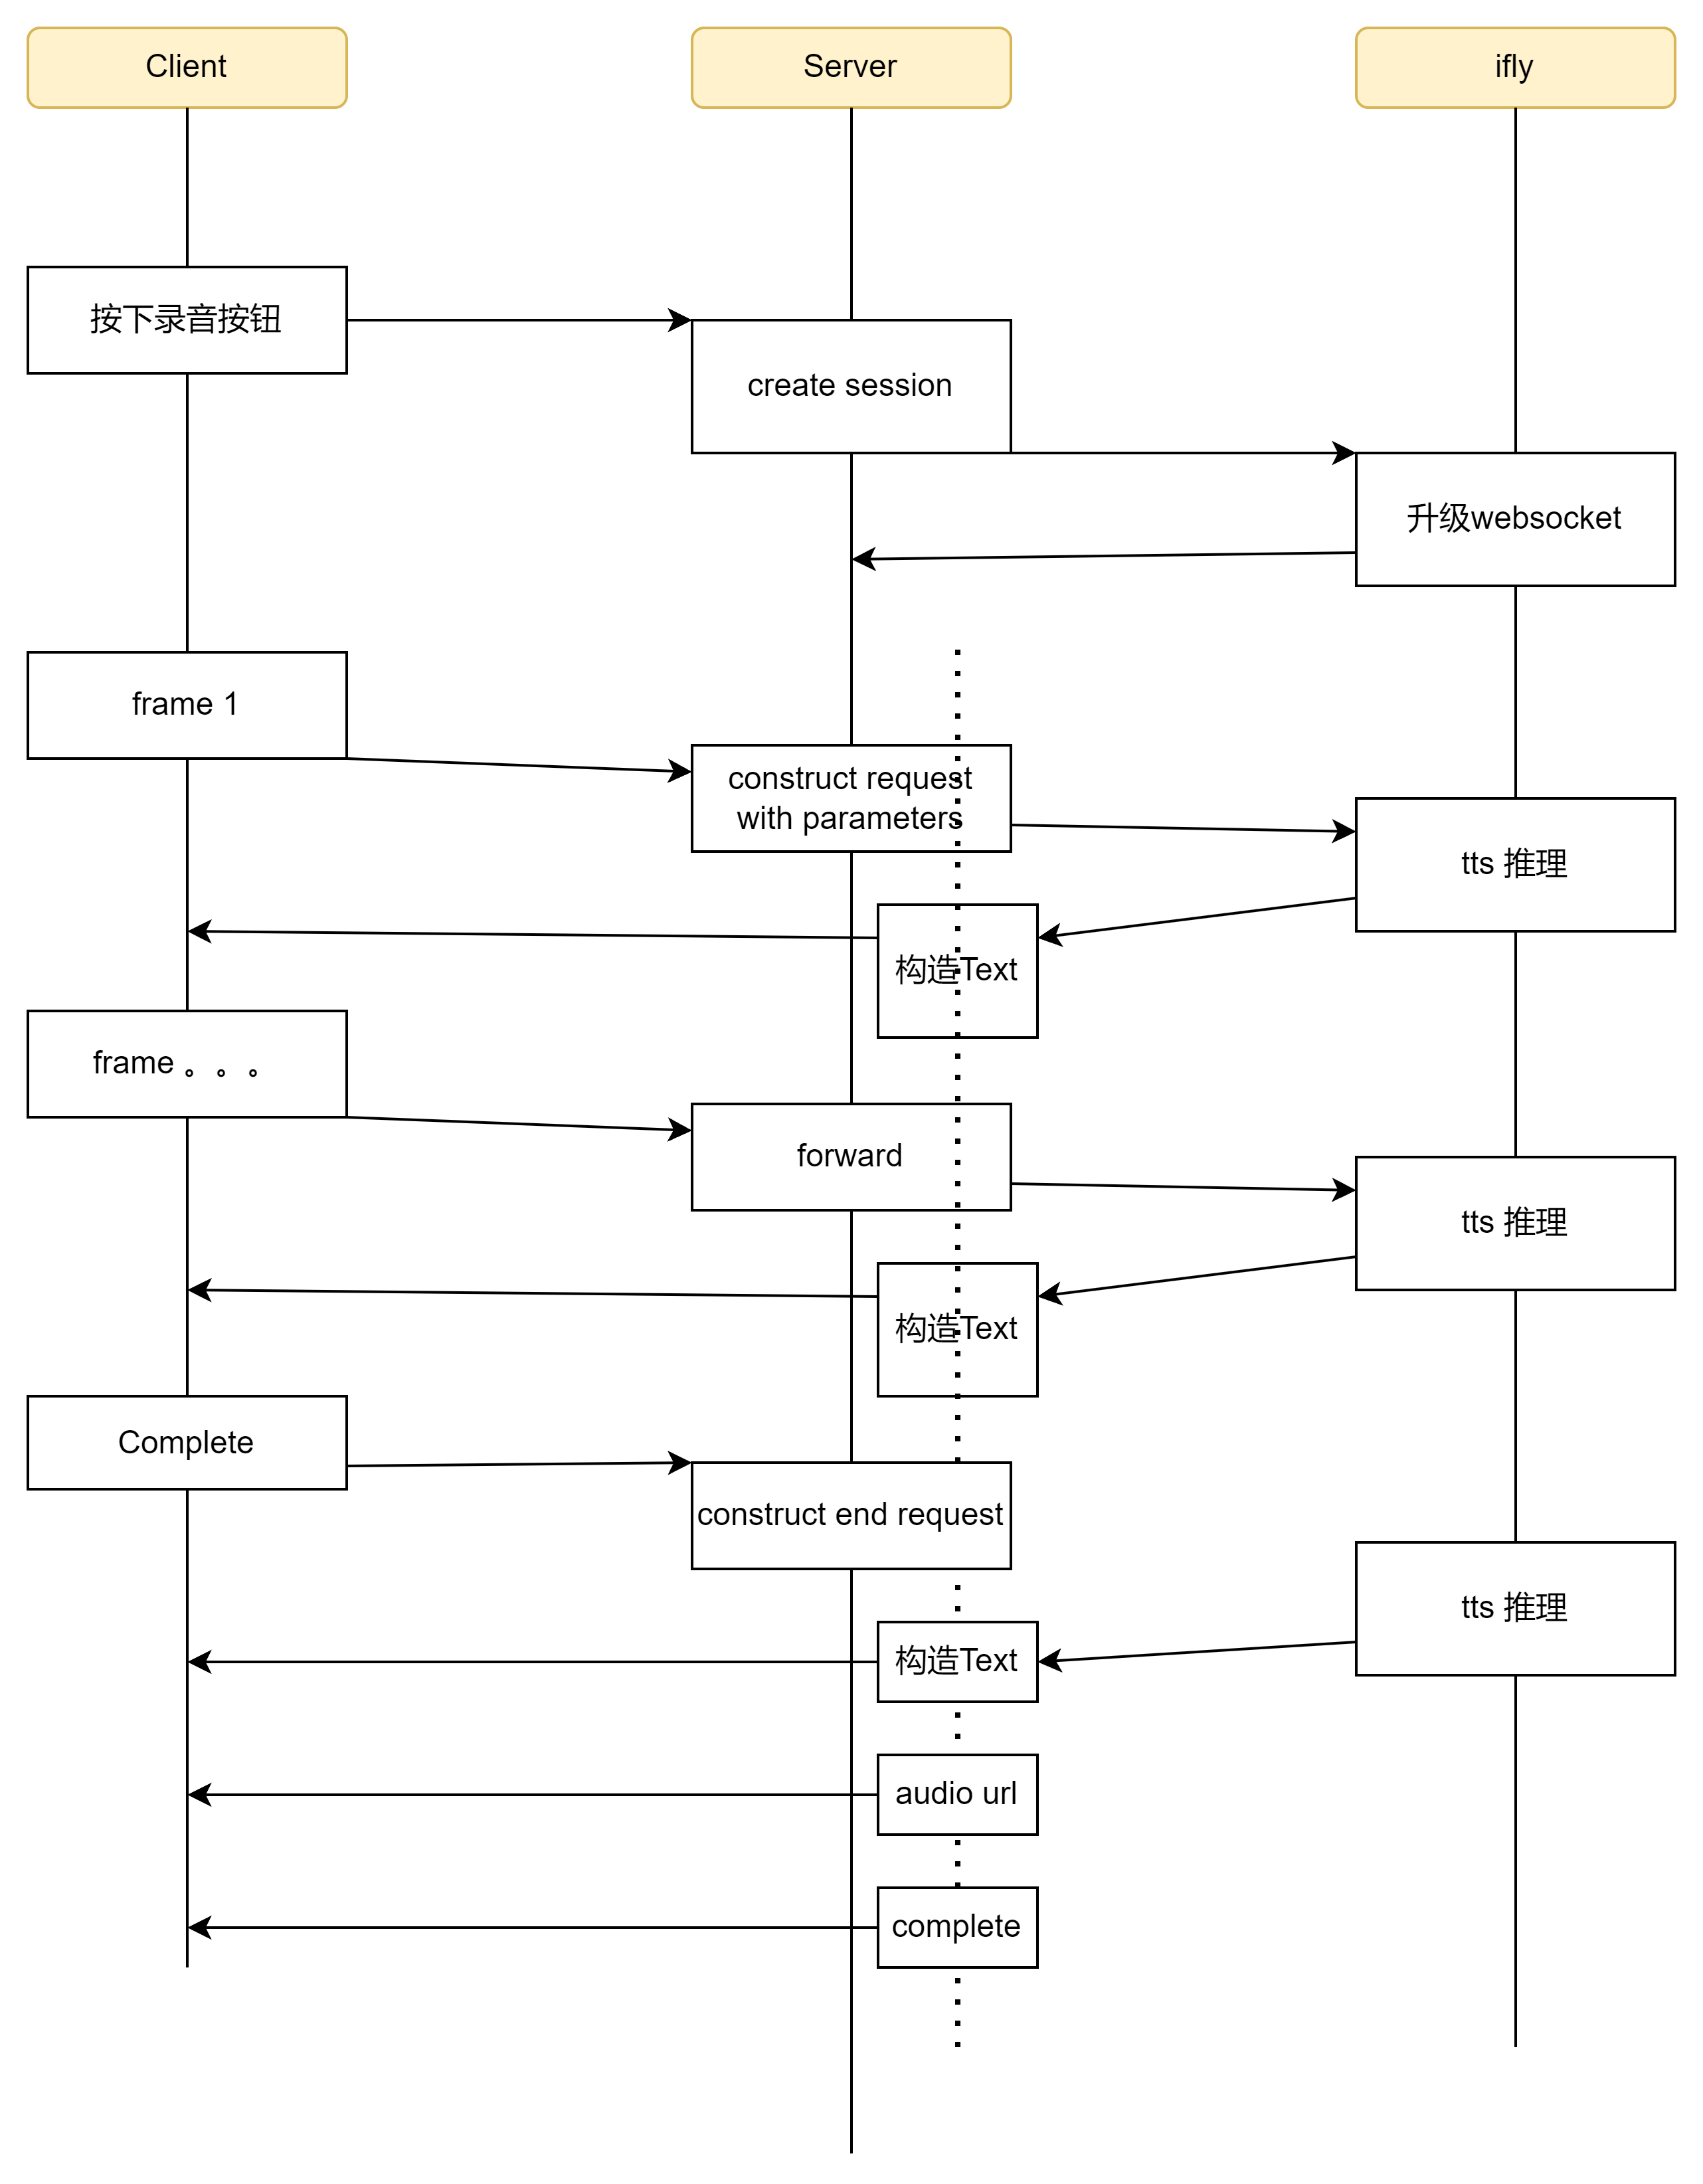 Client
Server
ifly
按下录音按钮
create session
升级websocket
frame 1
construct request
with parameters
tts 推理
构造Text
frame 。。。
forward
tts 推理
构造Text
Complete
construct end request
tts 推理
构造Text
audio url
complete